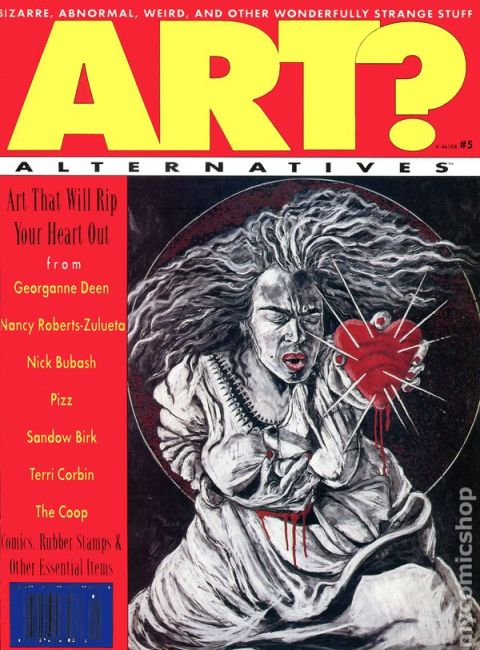 BIZARRE, ABNORMAL, WEIRD, AND OTHER WONDERFULLY STRANGE STUFF
ART?
K 46308 #5
ALTERNATIVES™
Art That Will Rip
Your Heart Out
from
Georganne Deen
Nancy Roberts-Zulueta
Nick Bubash
Pizz
Sandow Birk
Terri Corbin
The Coop
Comics, Rubber Stamps &
Other Essential Items
mycomicshop